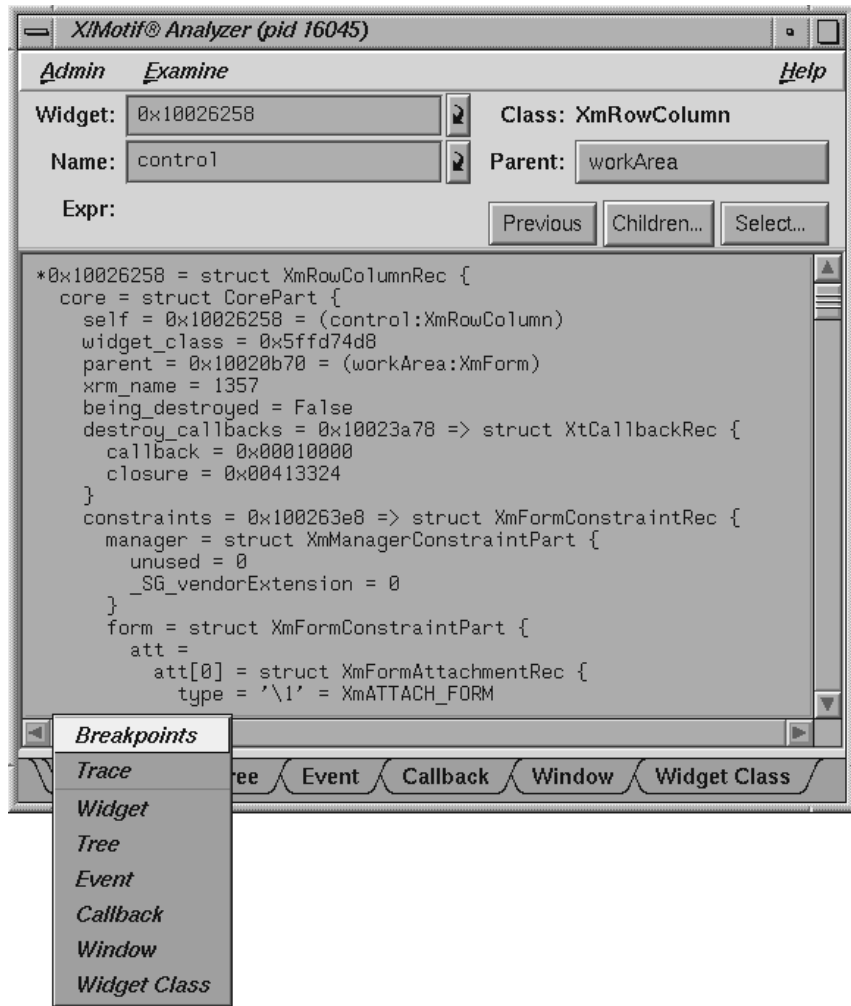 X/Motif® Analyzer (pid 16045)
Admin Examine Help
Widget: 0x10026258 Class: XmRowColumn
Name: control Parent: workArea
Expr:
Previous Children... Select...
*0x10026258 = struct XmRowColumnRec {
core = struct CorePart {
self = 0x10026258 = (control:XmRowColumn)
widget_class = 0x5ffd74d8
parent = 0x10020b70 = (workArea:XmForm)
xrm_name = 1357
being_destroyed = False
destroy_callbacks = 0x10023a78 => struct XtCallbackRec {
callback = 0x00010000
closure = 0x00413324
}
constraints = 0x100263e8 => struct XmFormConstraintRec {
manager = struct XmManagerConstraintPart {
unused = 0
_SG_vendorExtension = 0
}
form = struct XmFormConstraintPart {
att =
att[0] = struct XmFormAttachmentRec {
type = '\1' = XmATTACH_FORM
ee Event Callback Window Widget Class
Breakpoints
Trace
Widget
Tree
Event
Callback
Window
Widget Class